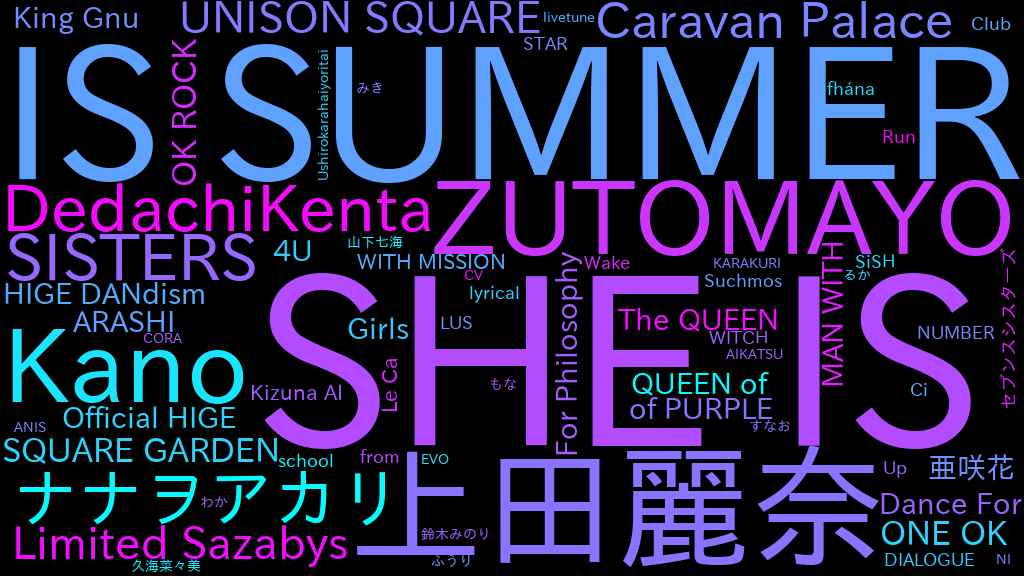 King Gnu
UNISON SQUARE
livetune
Caravan Palace
Club
STAR
OK ROCK
Ushirokarahaiyoritai
みき
IS SUMMER
fhána
Run
DedachiKenta
ZUTOMAYO
SISTERS
4U
山下七海
WITH MISSION
CV
Wake
KARAKURI
SiSH
るか
セブンスシスターズ
HIGE DANdism
lyrical
For Philosophy
Suchmos
MAN WITH
ARASHI
CORA
Girls
LUS
SHE IS
The QUEEN
WITCH
NUMBER
AIKATSU
Kano
Kizuna AI
Le Ca
もな
QUEEN of
Ci
of PURPLE
すなお
Official HIGE
ANIS
SQUARE GARDEN
school
from
EVO
上田麗奈
Up
亜咲花
ナナヲアカリ
わか
Dance For
Limited Sazabys
鈴木みのり
ONE OK
久海菜々美
ふうり
DIALOGUE
NI